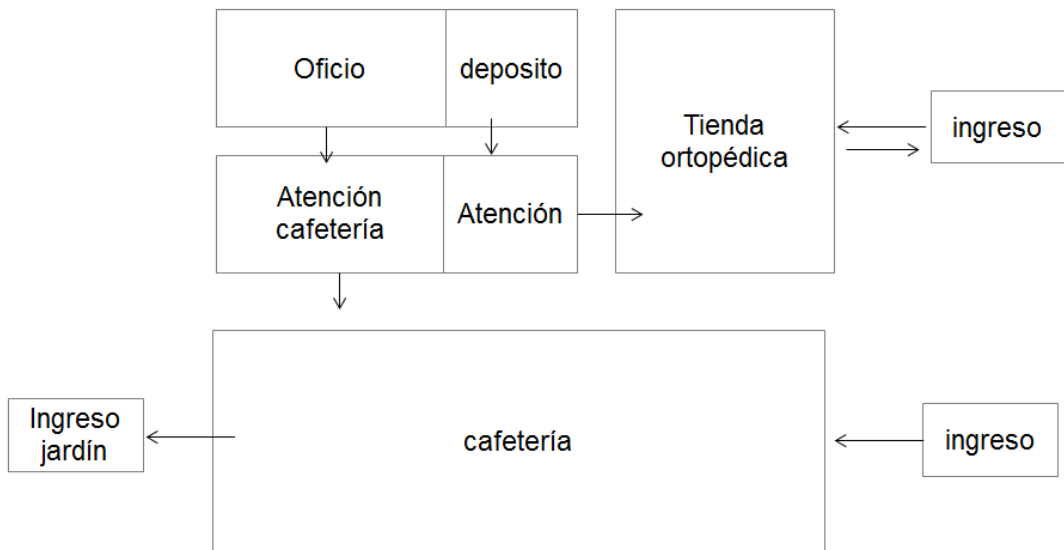 Oficio
deposito
Tienda
ortopédica
ingreso
Atención
cafetería
Atención
Ingreso
jardín
cafetería
ingreso